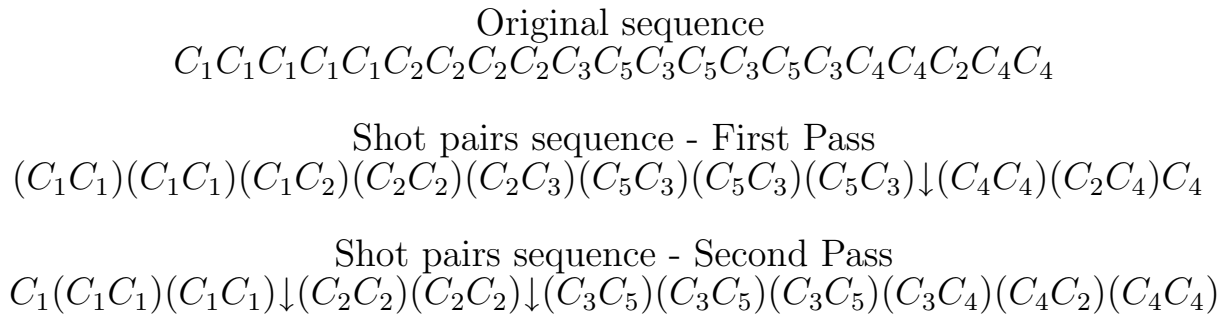 Original sequence
C₁C₁C₁C₁C₁C₂C₂C₂C₂C₃C₅C₃C₅C₃C₅C₃C₄C₄C₂C₄C₄
Shot pairs sequence - First Pass
(C₁C₁)(C₁C₁)(C₁C₂)(C₂C₂)(C₂C₃)(C₅C₃)(C₅C₃)(C₅C₃)↓(C₄C₄)(C₂C₄)C₄
Shot pairs sequence - Second Pass
C₁(C₁C₁)(C₁C₁)↓(C₂C₂)(C₂C₂)↓(C₃C₅)(C₃C₅)(C₃C₅)(C₃C₄)(C₄C₂)(C₄C₄)